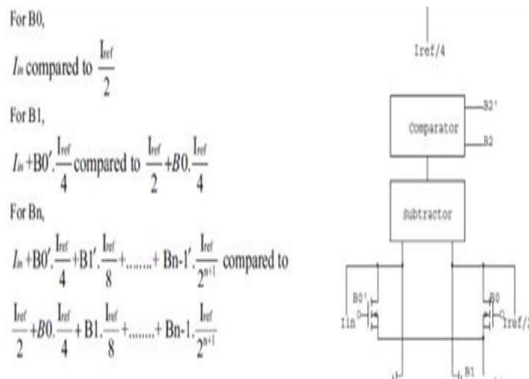 For B0,
Iin compared to Iref/2
For B1,
Iin +B0′.Iref/4 compared to Iref/2 +B0.Iref/4
For Bn,
Iin +B0′.Iref/4+B1′.Iref/8+........+Bn-1′.Iref/2ⁿ⁺¹ compared to
Iref/2+B0.Iref/4+B1.Iref/8+.......+Bn-1.Iref/2ⁿ⁺¹
Iref/4
Comparator
B2'
B2
Subtractor
B0'
B0
Iin
B1